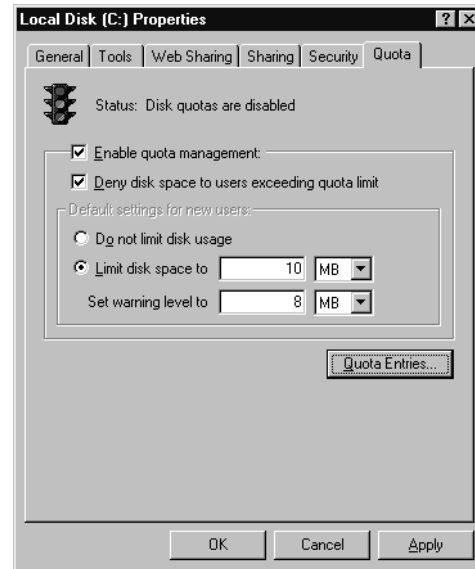 Local Disk (C:) Properties ? X
General Tools Web Sharing Sharing Security Quota
Status: Disk quotas are disabled
Enable quota management:
Deny disk space to users exceeding quota limit
Default settings for new users:
Do not limit disk usage
Limit disk space to 10 MB
Set warning level to 8 MB
Quota Entries...
OK Cancel Apply